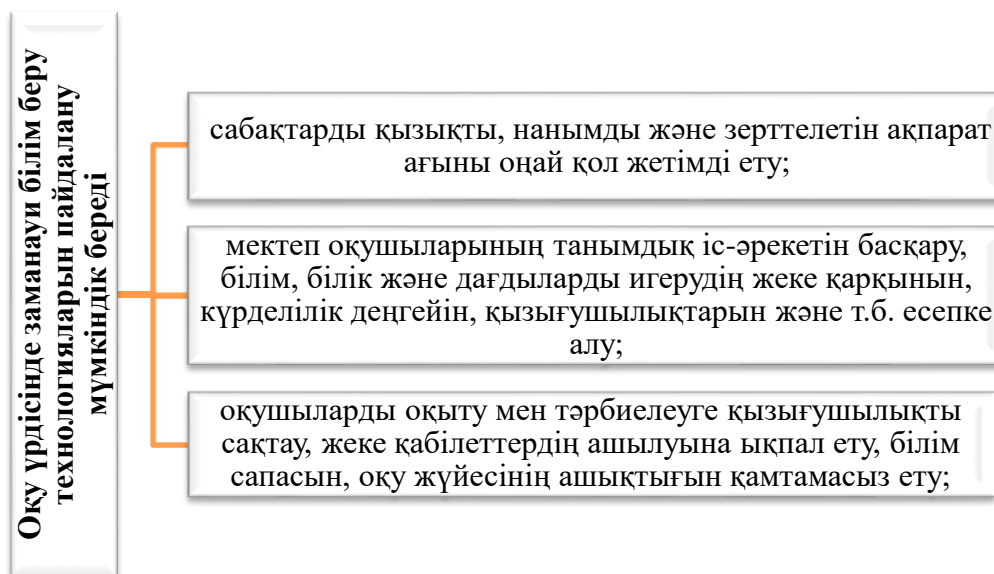 Оқу үрдісінде заманауи білім беру
технологияларын пайдалану
мүмкіндік береді
сабақтарды қызықты, нанымды және зерттелетін ақпарат
ағыны оңай қол жетімді ету;
мектеп оқушыларының танымдық іс-әрекетін басқару,
білім, білік және дағдыларды игерудің жеке қарқынын,
күрделілік деңгейін, қызығушылықтарын және т.б. есепке
алу;
оқушыларды оқыту мен тәрбиелеуге қызығушылықты
сақтау, жеке қабілеттердің ашылуына ықпал ету, білім
сапасын, оқу жүйесінің ашықтығын қамтамасыз ету;